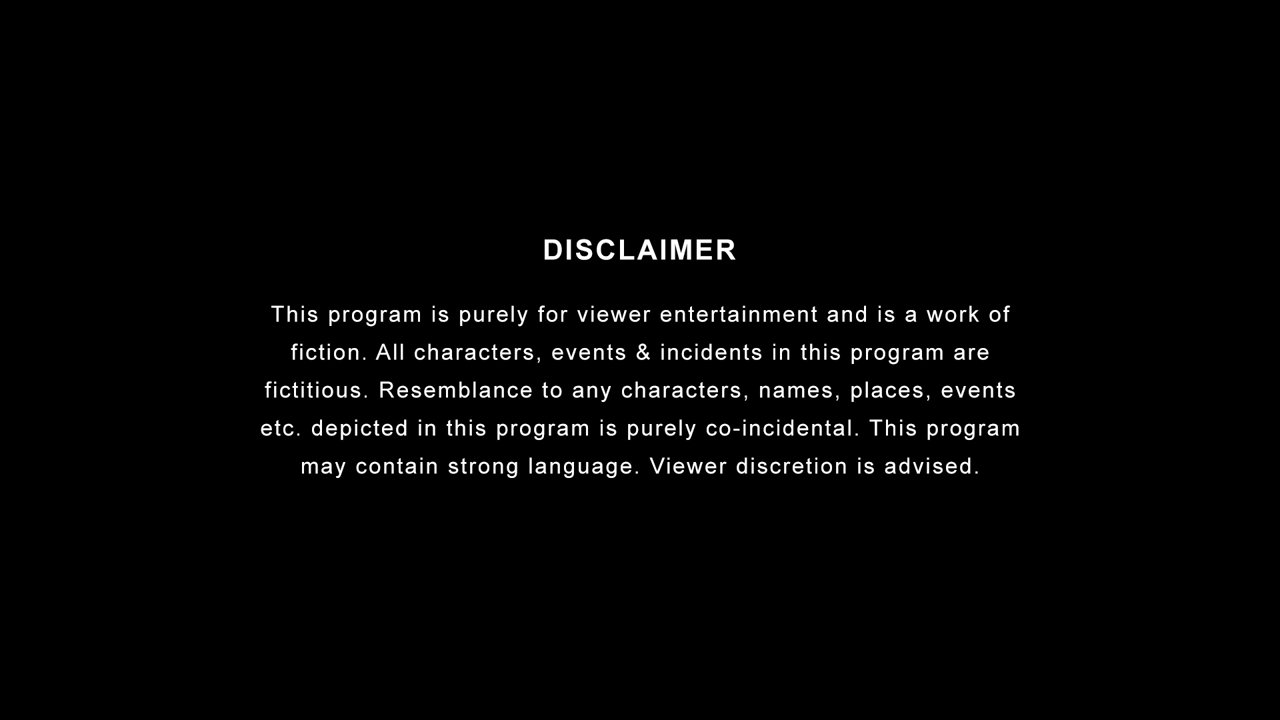 DISCLAIMER
This program is purely for viewer entertainment and is a work of
fiction. All characters, events & incidents in this program are
fictitious. Resemblance to any characters, names, places, events
etc. depicted in this program is purely co-incidental. This program
may contain strong language. Viewer discretion is advised.